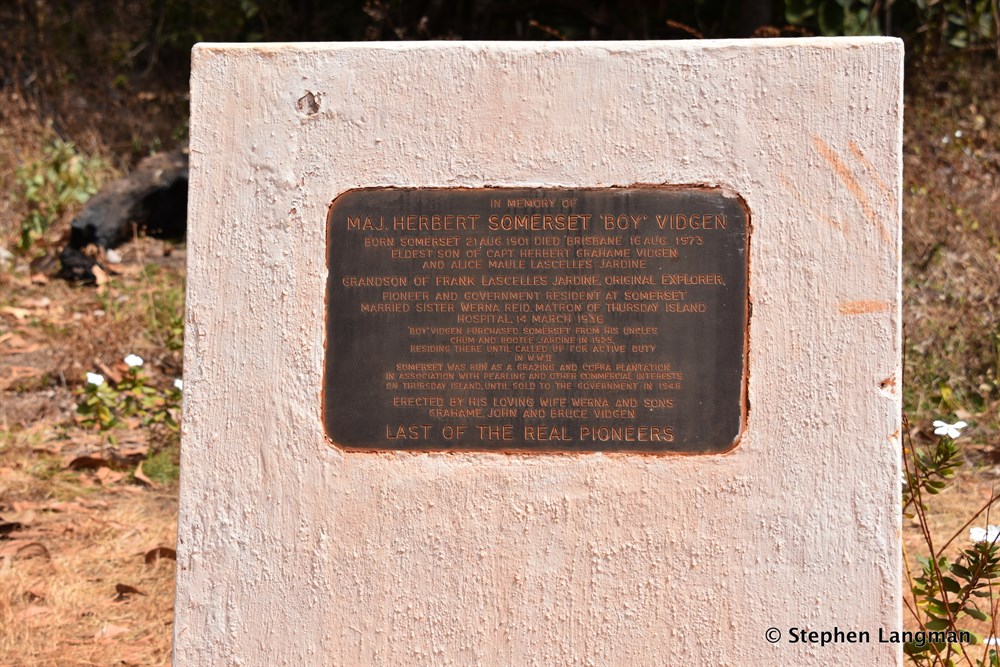 IN MEMORY OF
MAJ. HERBERT SOMERSET "BOY" VIDGEN
BORN SOMERSET 21 AUG 1901 DIED BRISBANE 16 AUG 1973
ELDEST SON OF CAPT HERBERT GRAHAME VIDGEN
AND ALICE MAULE LASCELLES JARDINE
GRANDSON OF FRANK LASCELLES JARDINE, ORIGINAL EXPLORER,
PIONEER AND GOVERNMENT RESIDENT AT SOMERSET
MARRIED SISTER WERNA REID, MATRON OF THURSDAY ISLAND
HOSPITAL, 14 MARCH 1936
"BOY" VIDGEN PURCHASED SOMERSET FROM HIS UNCLES
CHUM AND BOOTLE JARDINE IN 1925,
RESIDING THERE UNTIL CALLED UP FOR ACTIVE DUTY
IN W.W.II
SOMERSET WAS RUN AS A GRAZING AND COPRA PLANTATION
IN ASSOCIATION WITH PEARLING AND OTHER COMMERCIAL INTERESTS
ON THURSDAY ISLAND, UNTIL SOLD TO THE GOVERNMENT IN 1948
ERECTED BY HIS LOVING WIFE WERNA AND SONS
GRAHAME, JOHN AND BRUCE VIDGEN
LAST OF THE REAL PIONEERS
© Stephen Langman